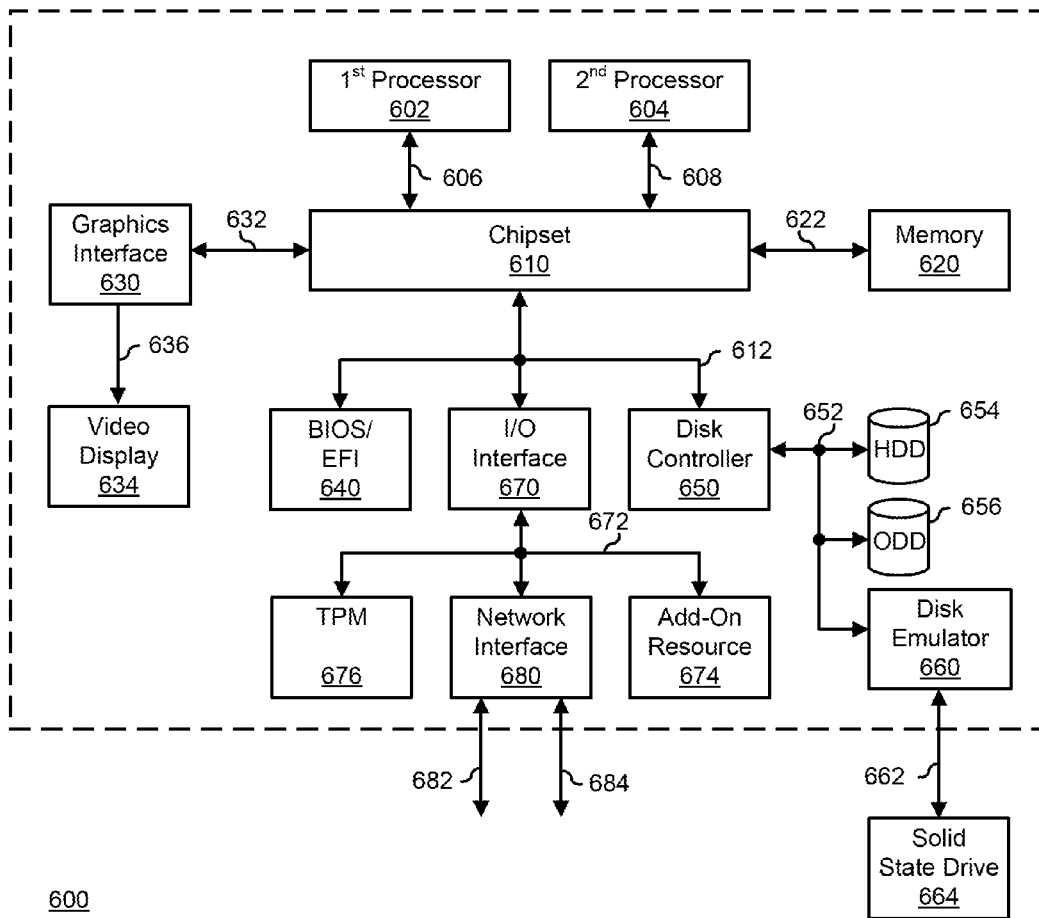 1st Processor
602
2nd Processor
604
606
608
Graphics
Interface
630
632
Chipset
610
622
Memory
620
636
612
Video
Display
634
BIOS/
EFI
640
I/O
Interface
670
Disk
Controller
650
652
HDD
654
ODD
656
672
TPM
676
Network
Interface
680
Add-On
Resource
674
Disk
Emulator
660
682
684
662
Solid
State Drive
664
600